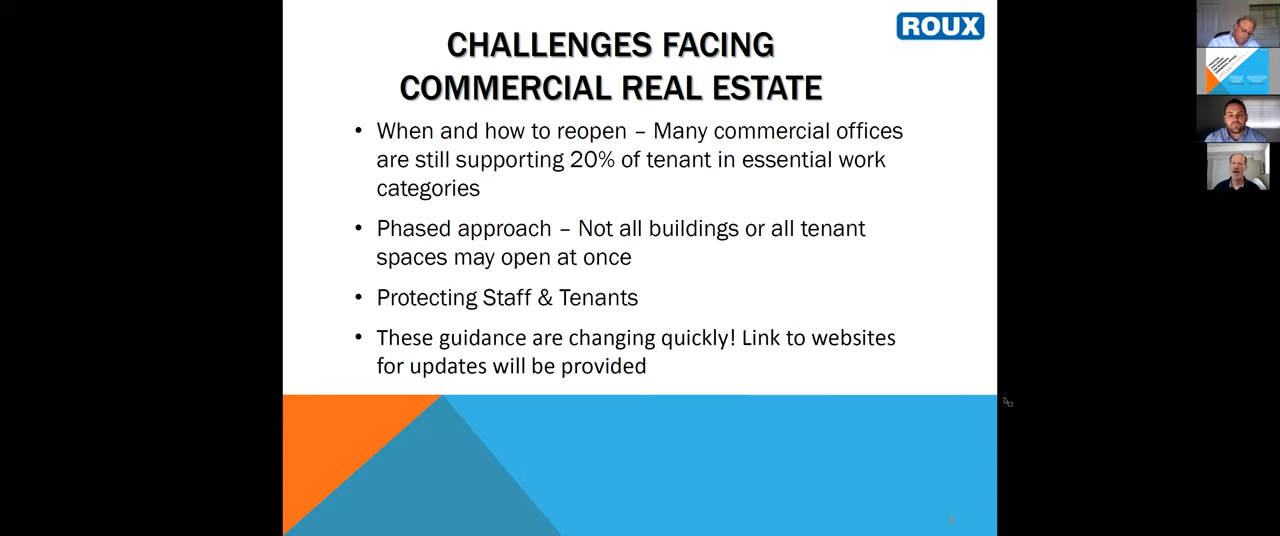 ROUX
CHALLENGES FACING
COMMERCIAL REAL ESTATE
• When and how to reopen – Many commercial offices
are still supporting 20% of tenant in essential work
categories
• Phased approach – Not all buildings or all tenant
spaces may open at once
• Protecting Staff & Tenants
• These guidance are changing quickly! Link to websites
for updates will be provided